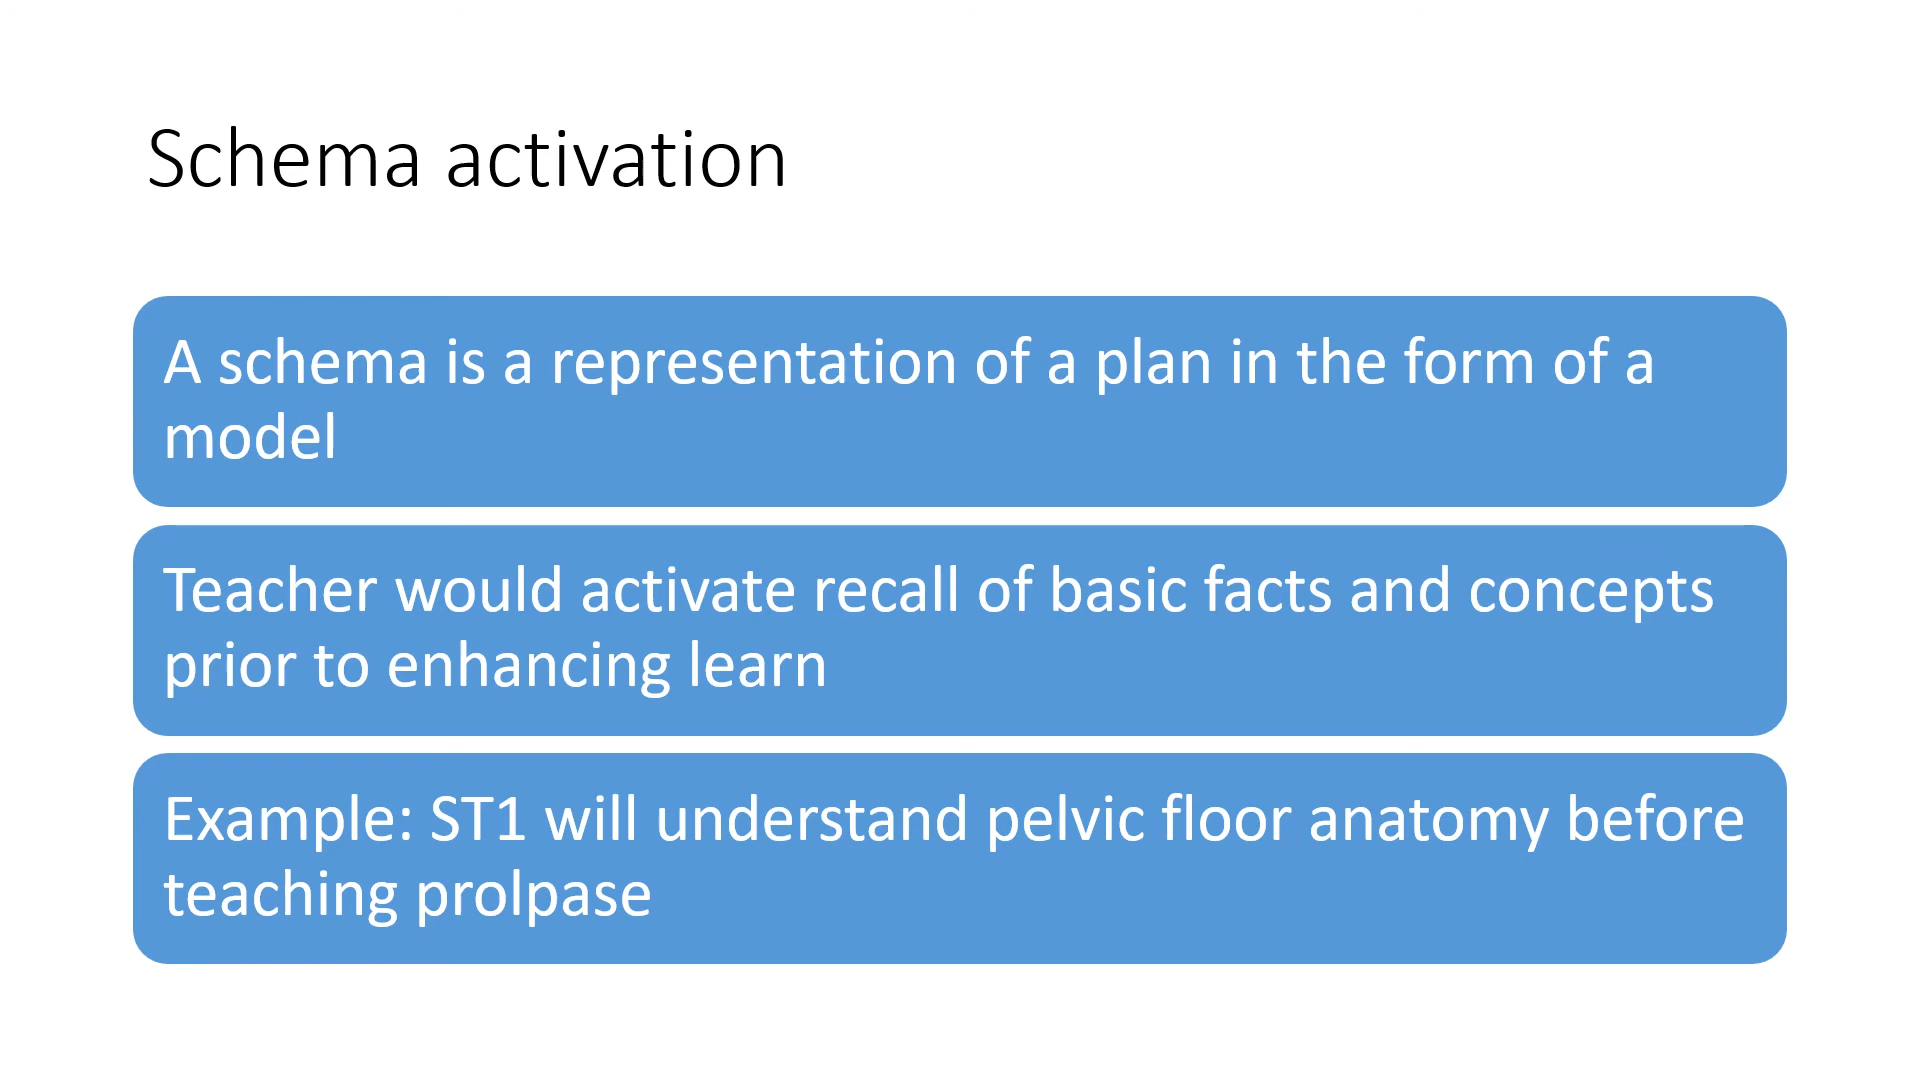 Schema activation
A schema is a representation of a plan in the form of a
model
Teacher would activate recall of basic facts and concepts
prior to enhancing learn
Example: ST1 will understand pelvic floor anatomy before
teaching prolpase